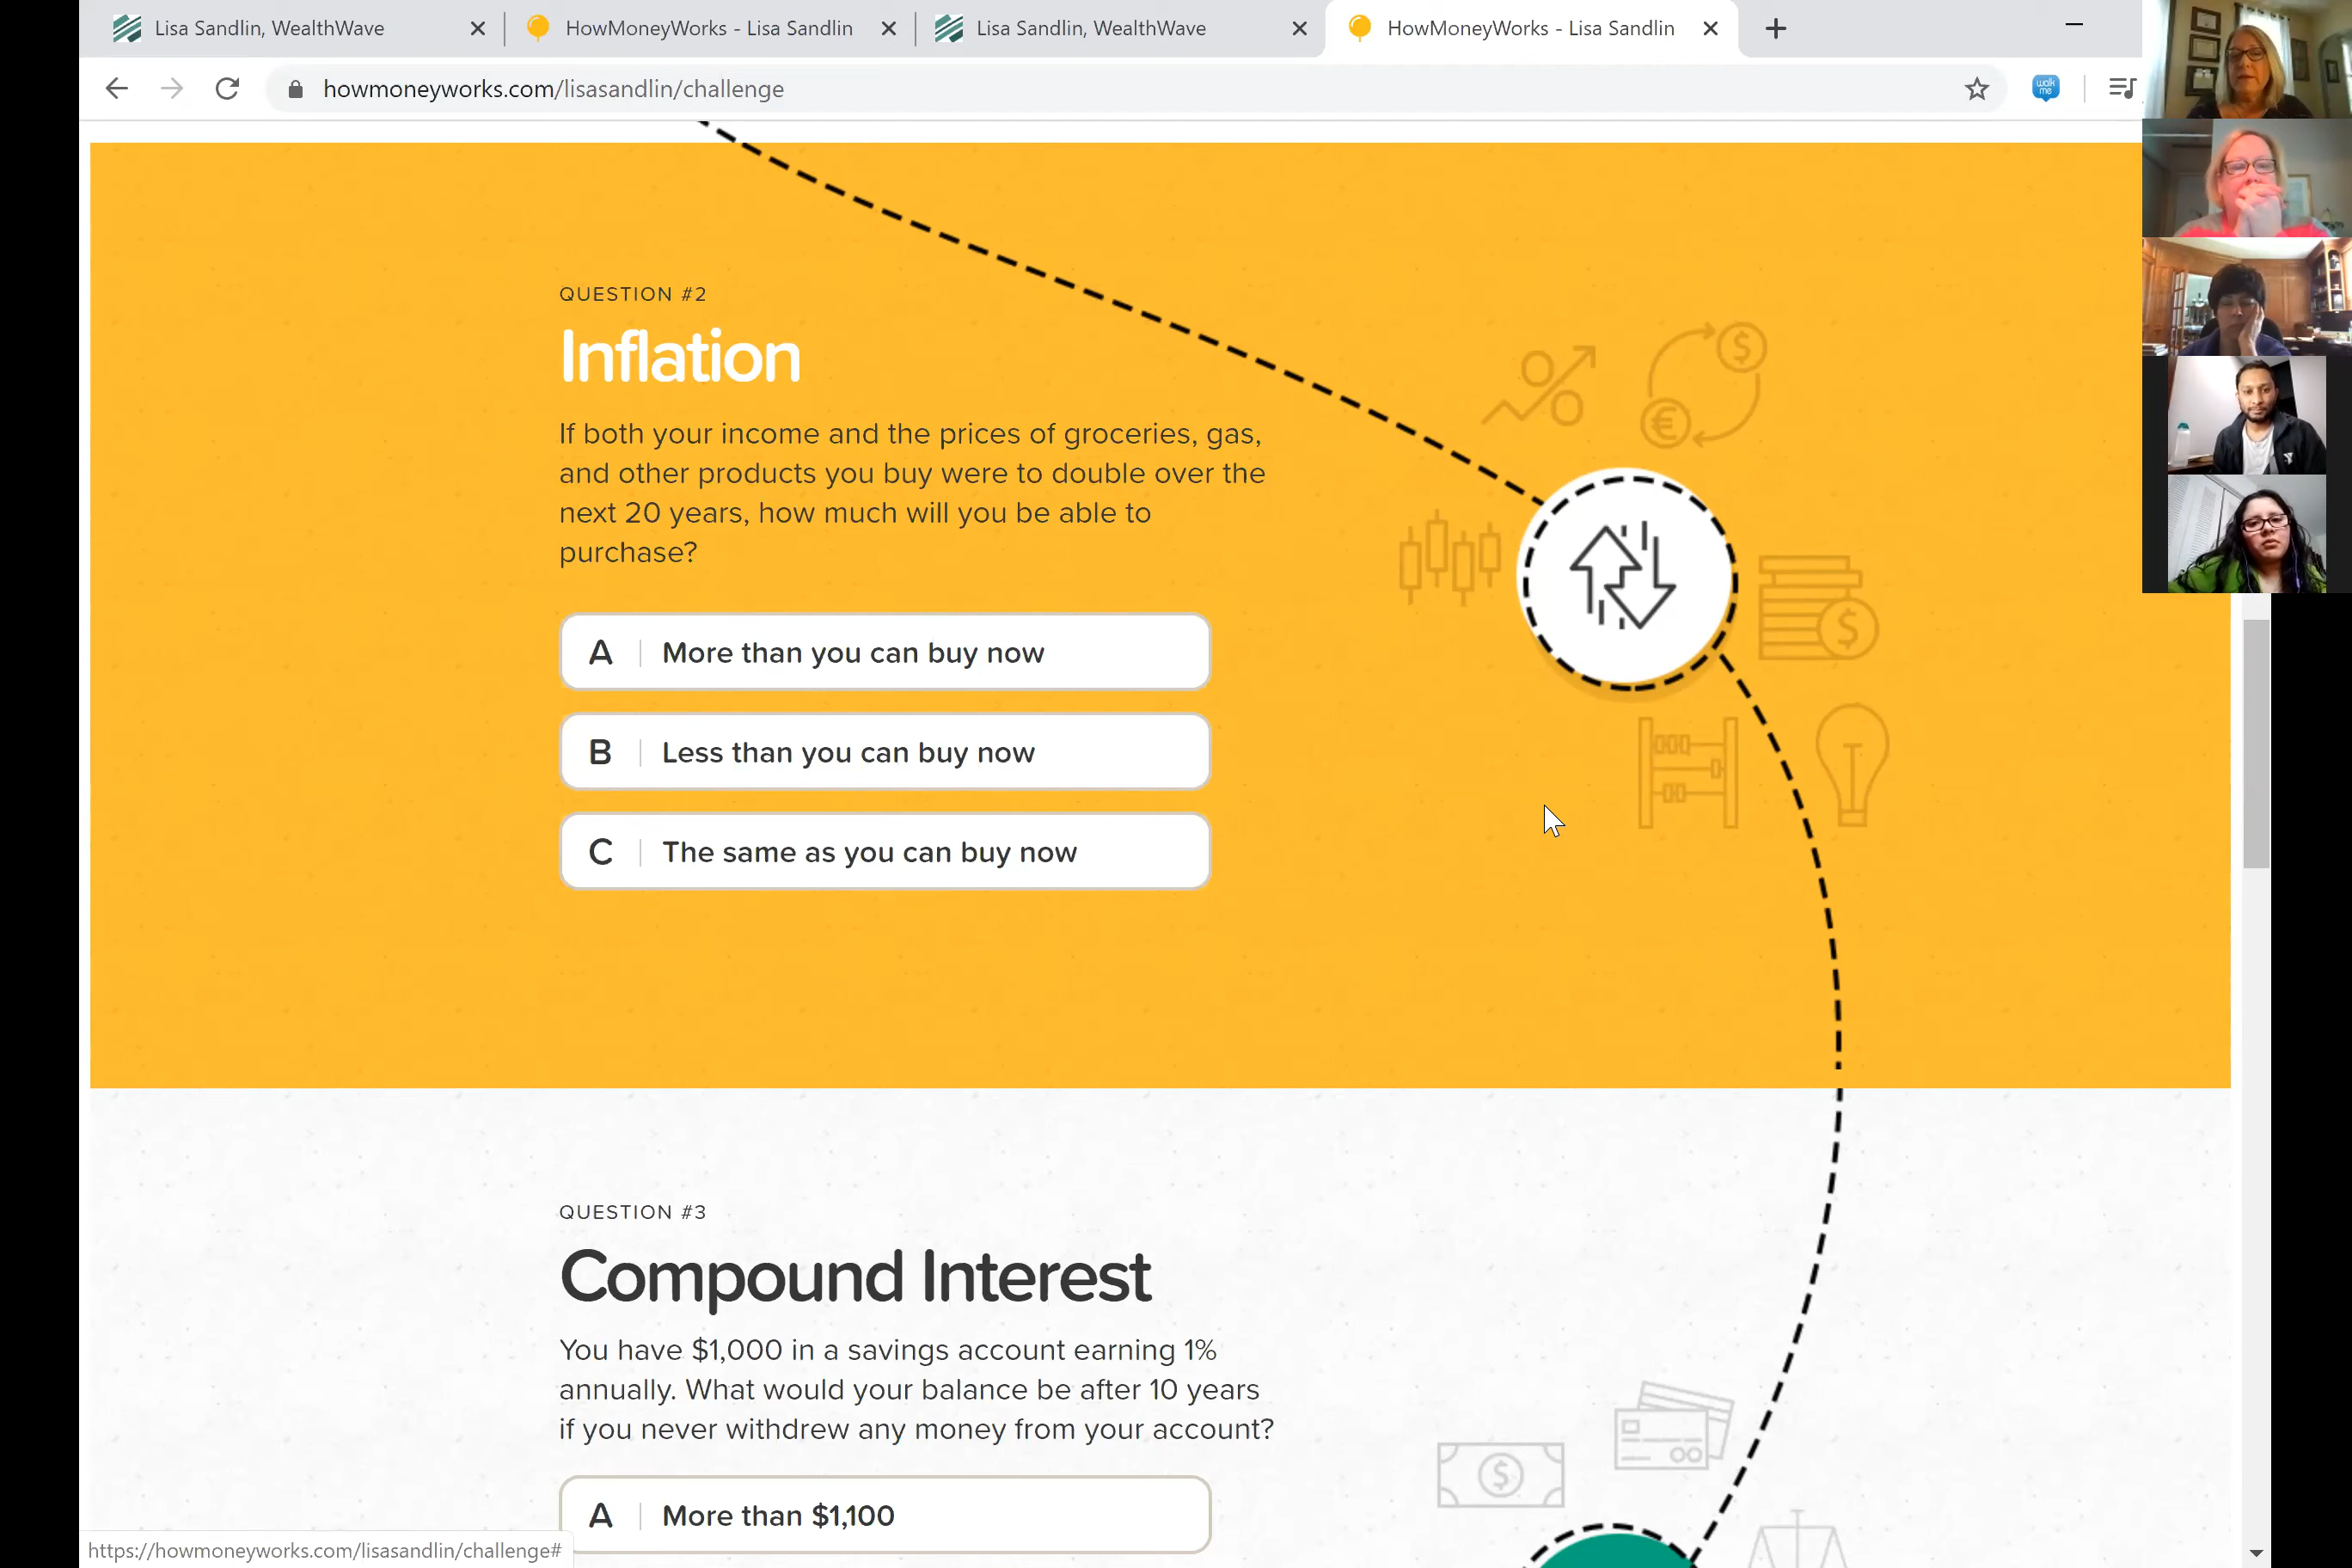 Lisa Sandlin, WealthWave
HowMoneyWorks - Lisa Sandlin
Lisa Sandlin, WealthWave
HowMoneyWorks - Lisa Sandlin
howmoneyworks.com/lisasandlin/challenge
walk
me
QUESTION #2
Inflation
If both your income and the prices of groceries, gas,
and other products you buy were to double over the
next 20 years, how much will you be able to
purchase?
A More than you can buy now
B Less than you can buy now
C The same as you can buy now
QUESTION #3
Compound Interest
You have $1,000 in a savings account earning 1%
annually. What would your balance be after 10 years
if you never withdrew any money from your account?
A More than $1,100
https://howmoneyworks.com/lisasandlin/challenge#